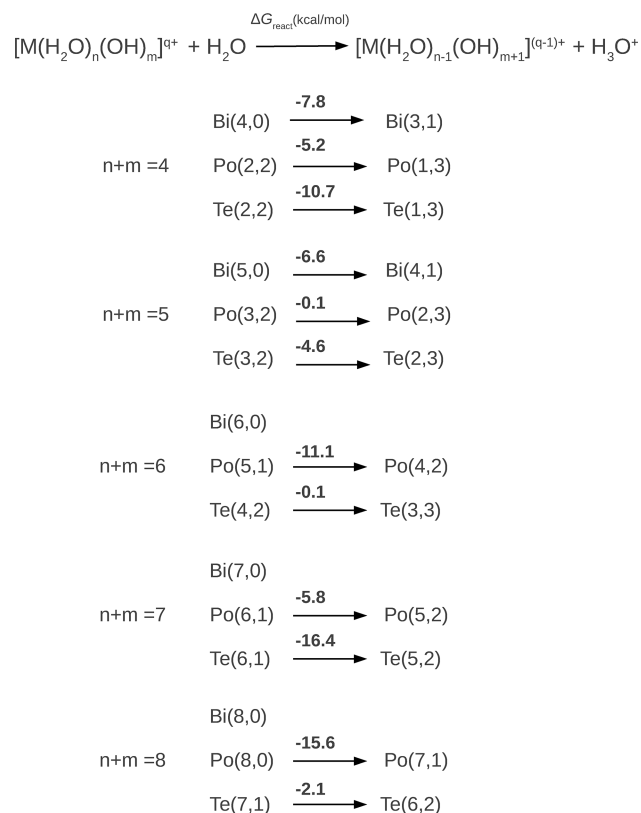 ΔG_react(kcal/mol)
[M(H₂O)ₙ(OH)ₘ]^q+ + H₂O [M(H₂O)ₙ₋₁(OH)ₘ₊₁]^(q-1)+ + H₃O⁺
-7.8
Bi(4,0) Bi(3,1)
-5.2
n+m =4 Po(2,2) Po(1,3)
-10.7
Te(2,2) Te(1,3)
-6.6
Bi(5,0) Bi(4,1)
-0.1
n+m =5 Po(3,2) Po(2,3)
-4.6
Te(3,2) Te(2,3)
Bi(6,0)
-11.1
n+m =6 Po(5,1) Po(4,2)
-0.1
Te(4,2) Te(3,3)
Bi(7,0)
-5.8
n+m =7 Po(6,1) Po(5,2)
-16.4
Te(6,1) Te(5,2)
Bi(8,0)
-15.6
n+m =8 Po(8,0) Po(7,1)
-2.1
Te(7,1) Te(6,2)